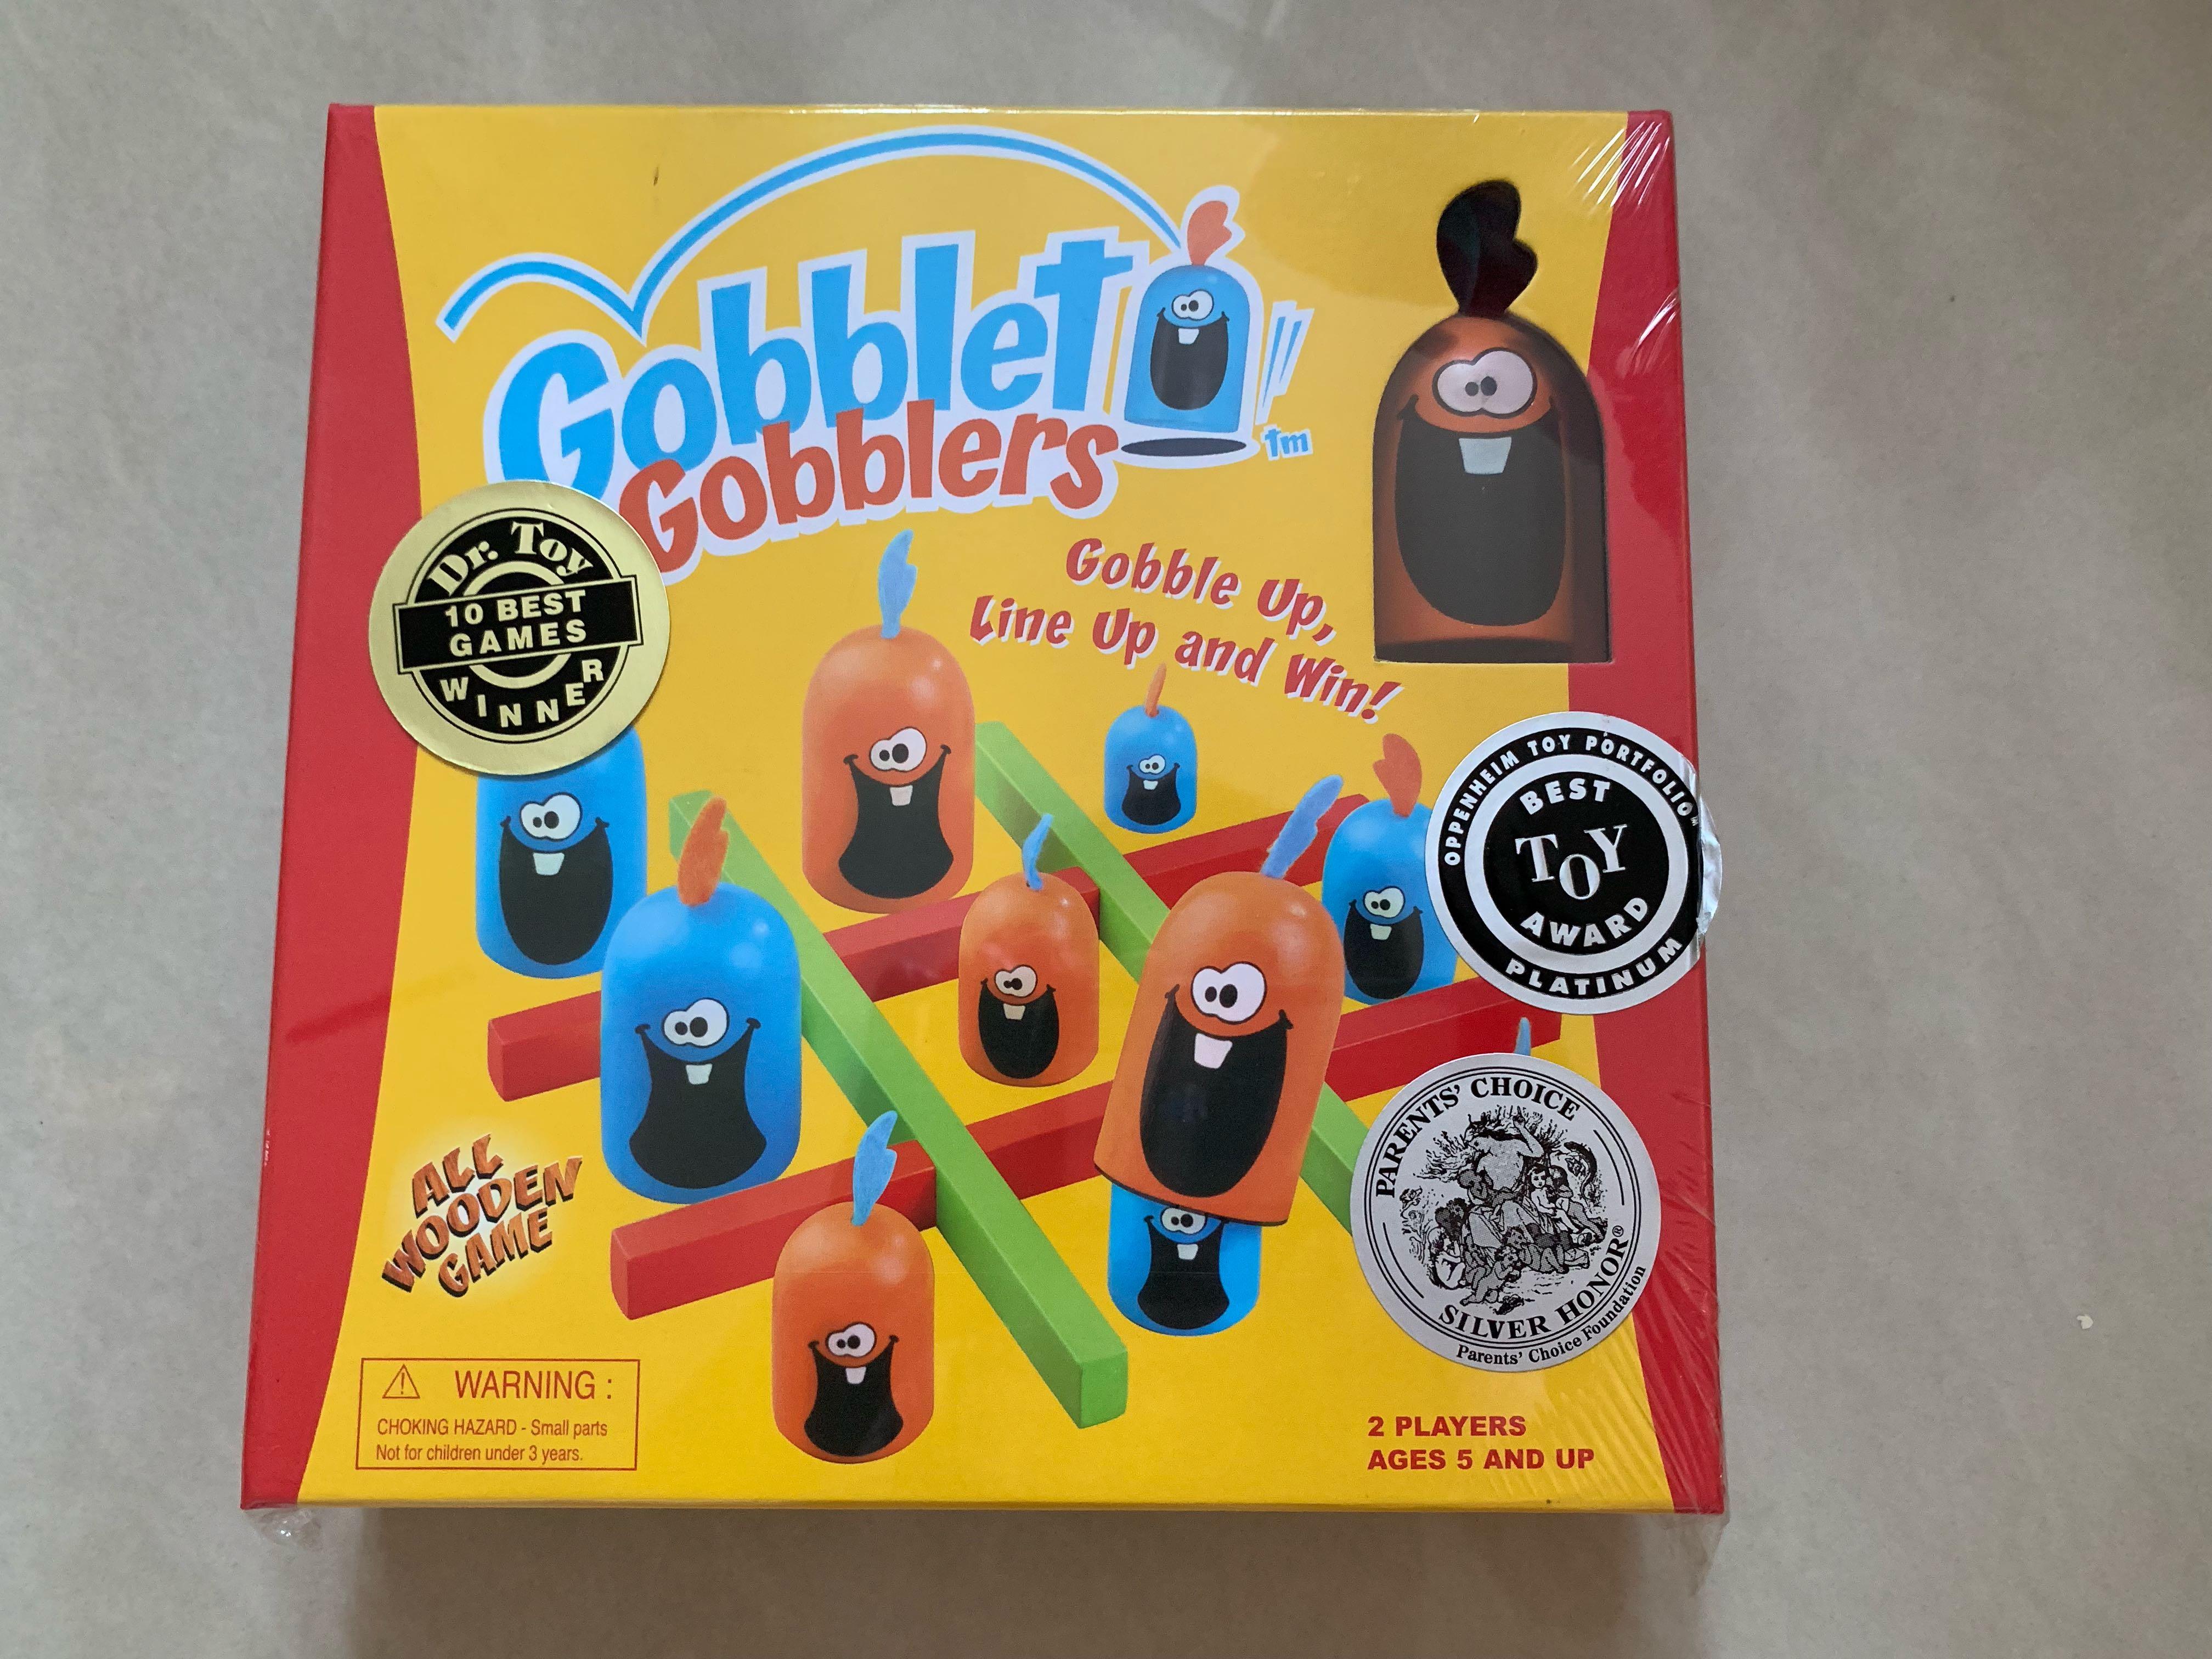 Gobblet
Gobblers
tm
Gobble Up,
Line Up and Win!
Dr. Toy
10 BEST
GAMES
WINNER
OPPENHEIM TOY PORTFOLIO
BEST
TOY
AWARD
PLATINUM
PARENTS' CHOICE
SILVER HONOR®
Parents' Choice Foundation
ALL
WOODEN
GAME
WARNING :
CHOKING HAZARD - Small parts
Not for children under 3 years.
2 PLAYERS
AGES 5 AND UP